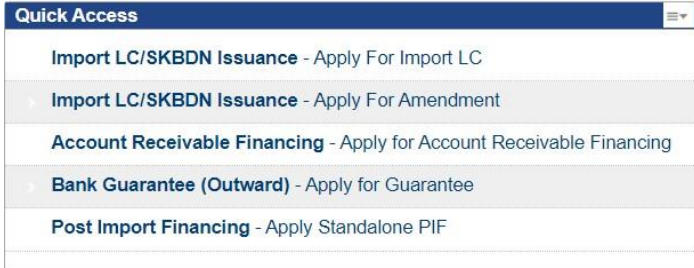 Quick Access
Import LC/SKBDN Issuance - Apply For Import LC
Import LC/SKBDN Issuance - Apply For Amendment
Account Receivable Financing - Apply for Account Receivable Financing
Bank Guarantee (Outward) - Apply for Guarantee
Post Import Financing - Apply Standalone PIF